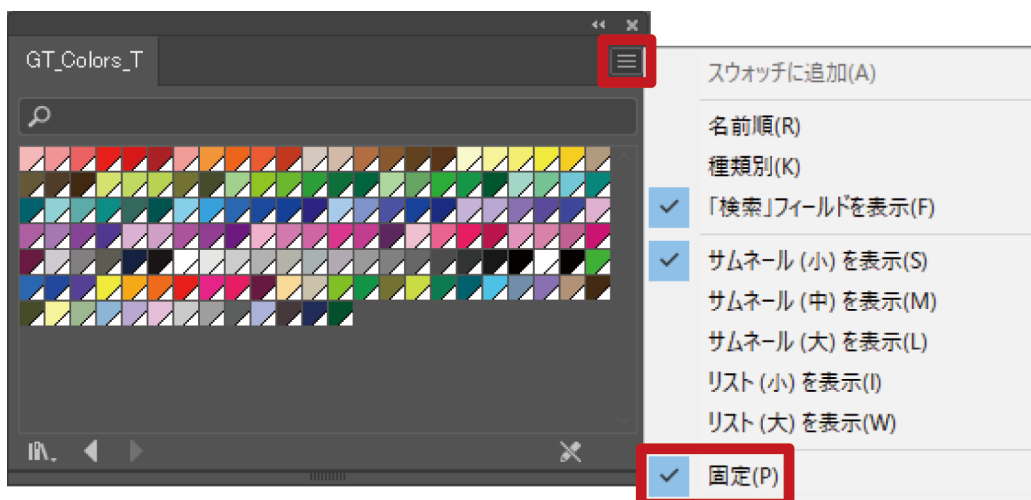 GT_Colors_T
スウォッチに追加(A)
名前順(R)
種類別(K)
「検索」フィールドを表示(F)
サムネール (小) を表示(S)
サムネール (中) を表示(M)
サムネール (大) を表示(L)
リスト (小) を表示(I)
リスト (大) を表示(W)
固定(P)